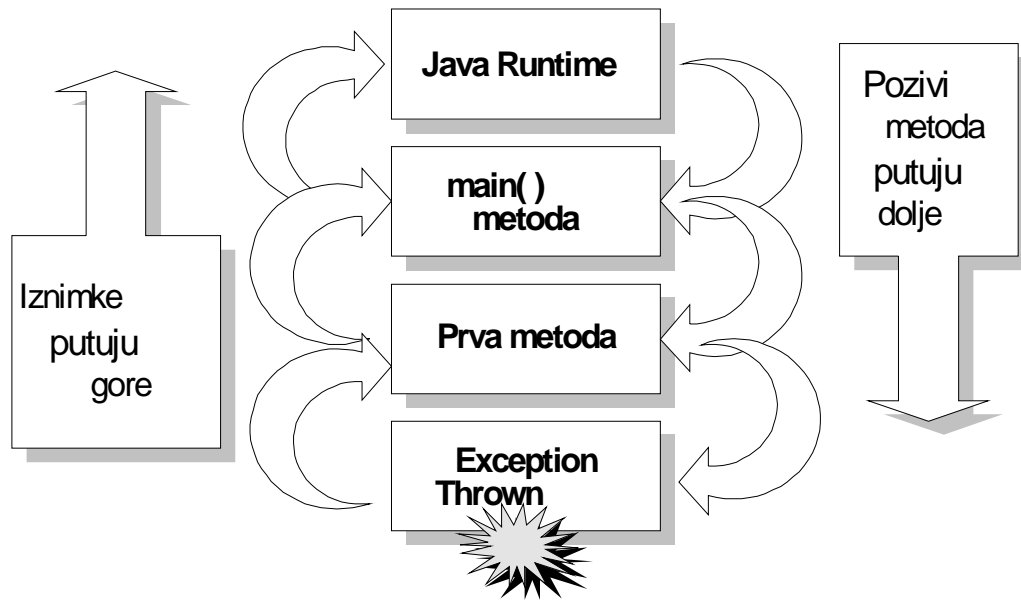 Java Runtime
main( )
metoda
Prva metoda
Exception
Thrown
Iznimke
putuju
gore
Pozivi
metoda
putuju
dolje